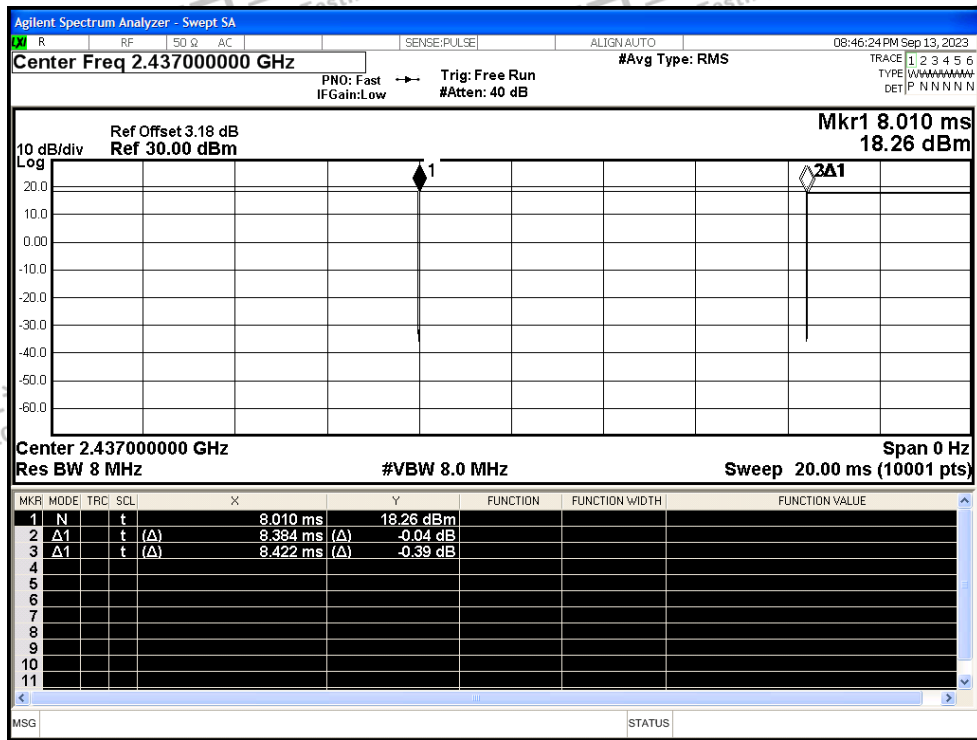 Agilent Spectrum Analyzer - Swept SA
LXI R RF 50 Ω AC SENSE:PULSE ALIGN AUTO 08:46:24 PM Sep 13, 2023
Center Freq 2.437000000 GHz
PNO: Fast
IFGain:Low
Trig: Free Run
#Atten: 40 dB
#Avg Type: RMS
TRACE 1 2 3 4 5 6
TYPE WWWWWW
DET P N N N N N
Mkr1 8.010 ms
18.26 dBm
Ref Offset 3.18 dB
10 dB/div Ref 30.00 dBm
Log
1
3Δ1
20.0
10.0
0.00
-10.0
-20.0
-30.0
-40.0
-50.0
-60.0
Center 2.437000000 GHz Span 0 Hz
Res BW 8 MHz #VBW 8.0 MHz Sweep 20.00 ms (10001 pts)
MKR MODE TRC SCL X Y FUNCTION FUNCTION WIDTH FUNCTION VALUE
1 N t 8.010 ms 18.26 dBm
2 Δ1 t (Δ) 8.384 ms (Δ) -0.04 dB
3 Δ1 t (Δ) 8.422 ms (Δ) -0.39 dB
4
5
6
7
8
9
10
11
MSG STATUS